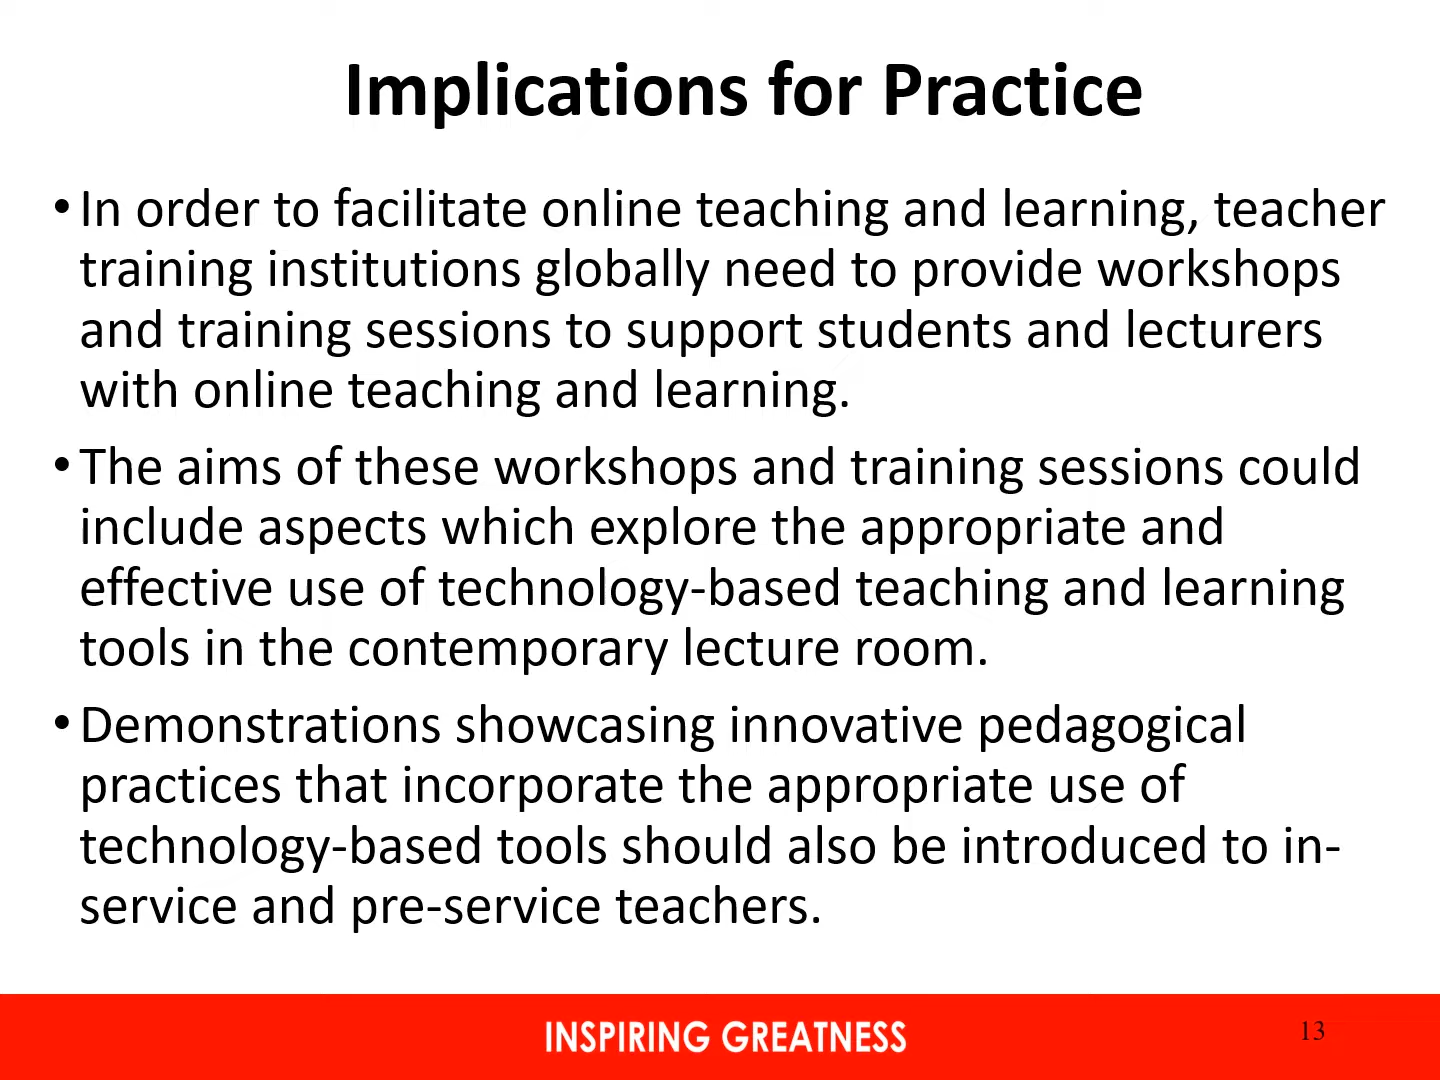 Implications for Practice
• In order to facilitate online teaching and learning, teacher
training institutions globally need to provide workshops
and training sessions to support students and lecturers
with online teaching and learning.
• The aims of these workshops and training sessions could
include aspects which explore the appropriate and
effective use of technology-based teaching and learning
tools in the contemporary lecture room.
• Demonstrations showcasing innovative pedagogical
practices that incorporate the appropriate use of
technology-based tools should also be introduced to in-
service and pre-service teachers.
INSPIRING GREATNESS
13